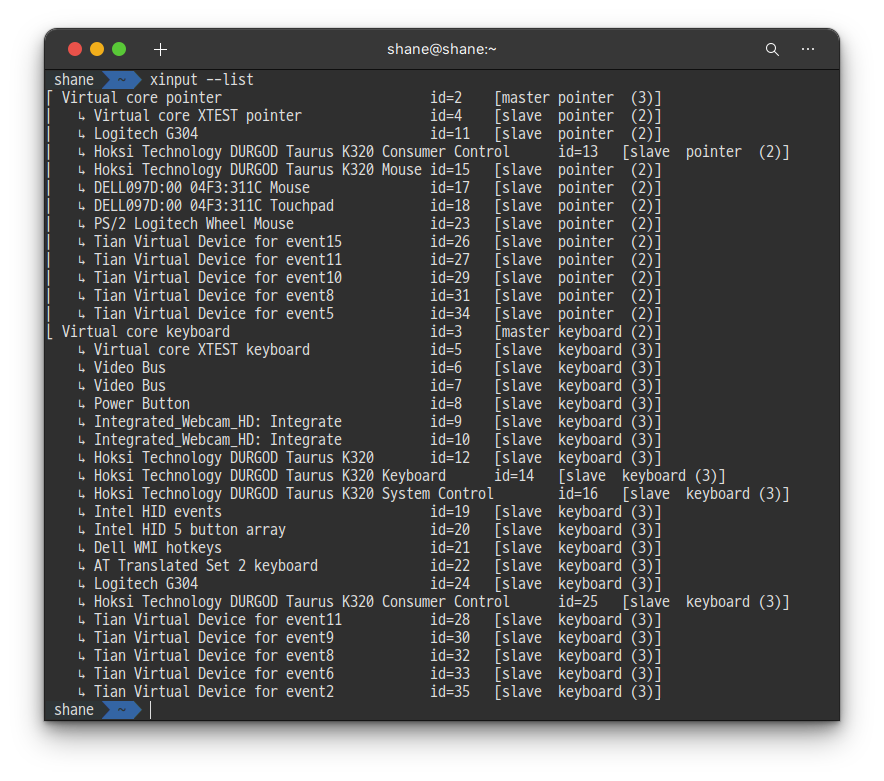 shane@shane:~
shane ~ xinput --list
⎡ Virtual core pointer                    	id=2	[master pointer  (3)]
⎜   ↳ Virtual core XTEST pointer              	id=4	[slave  pointer  (2)]
⎜   ↳ Logitech G304                           	id=11	[slave  pointer  (2)]
⎜   ↳ Hoksi Technology DURGOD Taurus K320 Consumer Control	id=13	[slave  pointer  (2)]
⎜   ↳ Hoksi Technology DURGOD Taurus K320 Mouse	id=15	[slave  pointer  (2)]
⎜   ↳ DELL097D:00 04F3:311C Mouse             	id=17	[slave  pointer  (2)]
⎜   ↳ DELL097D:00 04F3:311C Touchpad          	id=18	[slave  pointer  (2)]
⎜   ↳ PS/2 Logitech Wheel Mouse               	id=23	[slave  pointer  (2)]
⎜   ↳ Tian Virtual Device for event15         	id=26	[slave  pointer  (2)]
⎜   ↳ Tian Virtual Device for event11         	id=27	[slave  pointer  (2)]
⎜   ↳ Tian Virtual Device for event10         	id=29	[slave  pointer  (2)]
⎜   ↳ Tian Virtual Device for event8          	id=31	[slave  pointer  (2)]
⎜   ↳ Tian Virtual Device for event5          	id=34	[slave  pointer  (2)]
⎣ Virtual core keyboard                   	id=3	[master keyboard (2)]
    ↳ Virtual core XTEST keyboard             	id=5	[slave  keyboard (3)]
    ↳ Video Bus                               	id=6	[slave  keyboard (3)]
    ↳ Video Bus                               	id=7	[slave  keyboard (3)]
    ↳ Power Button                            	id=8	[slave  keyboard (3)]
    ↳ Integrated_Webcam_HD: Integrate         	id=9	[slave  keyboard (3)]
    ↳ Integrated_Webcam_HD: Integrate         	id=10	[slave  keyboard (3)]
    ↳ Hoksi Technology DURGOD Taurus K320     	id=12	[slave  keyboard (3)]
    ↳ Hoksi Technology DURGOD Taurus K320 Keyboard	id=14	[slave  keyboard (3)]
    ↳ Hoksi Technology DURGOD Taurus K320 System Control	id=16	[slave  keyboard (3)]
    ↳ Intel HID events                        	id=19	[slave  keyboard (3)]
    ↳ Intel HID 5 button array                	id=20	[slave  keyboard (3)]
    ↳ Dell WMI hotkeys                        	id=21	[slave  keyboard (3)]
    ↳ AT Translated Set 2 keyboard            	id=22	[slave  keyboard (3)]
    ↳ Logitech G304                           	id=24	[slave  keyboard (3)]
    ↳ Hoksi Technology DURGOD Taurus K320 Consumer Control	id=25	[slave  keyboard (3)]
    ↳ Tian Virtual Device for event11         	id=28	[slave  keyboard (3)]
    ↳ Tian Virtual Device for event9          	id=30	[slave  keyboard (3)]
    ↳ Tian Virtual Device for event8          	id=32	[slave  keyboard (3)]
    ↳ Tian Virtual Device for event6          	id=33	[slave  keyboard (3)]
    ↳ Tian Virtual Device for event2          	id=35	[slave  keyboard (3)]
shane ~